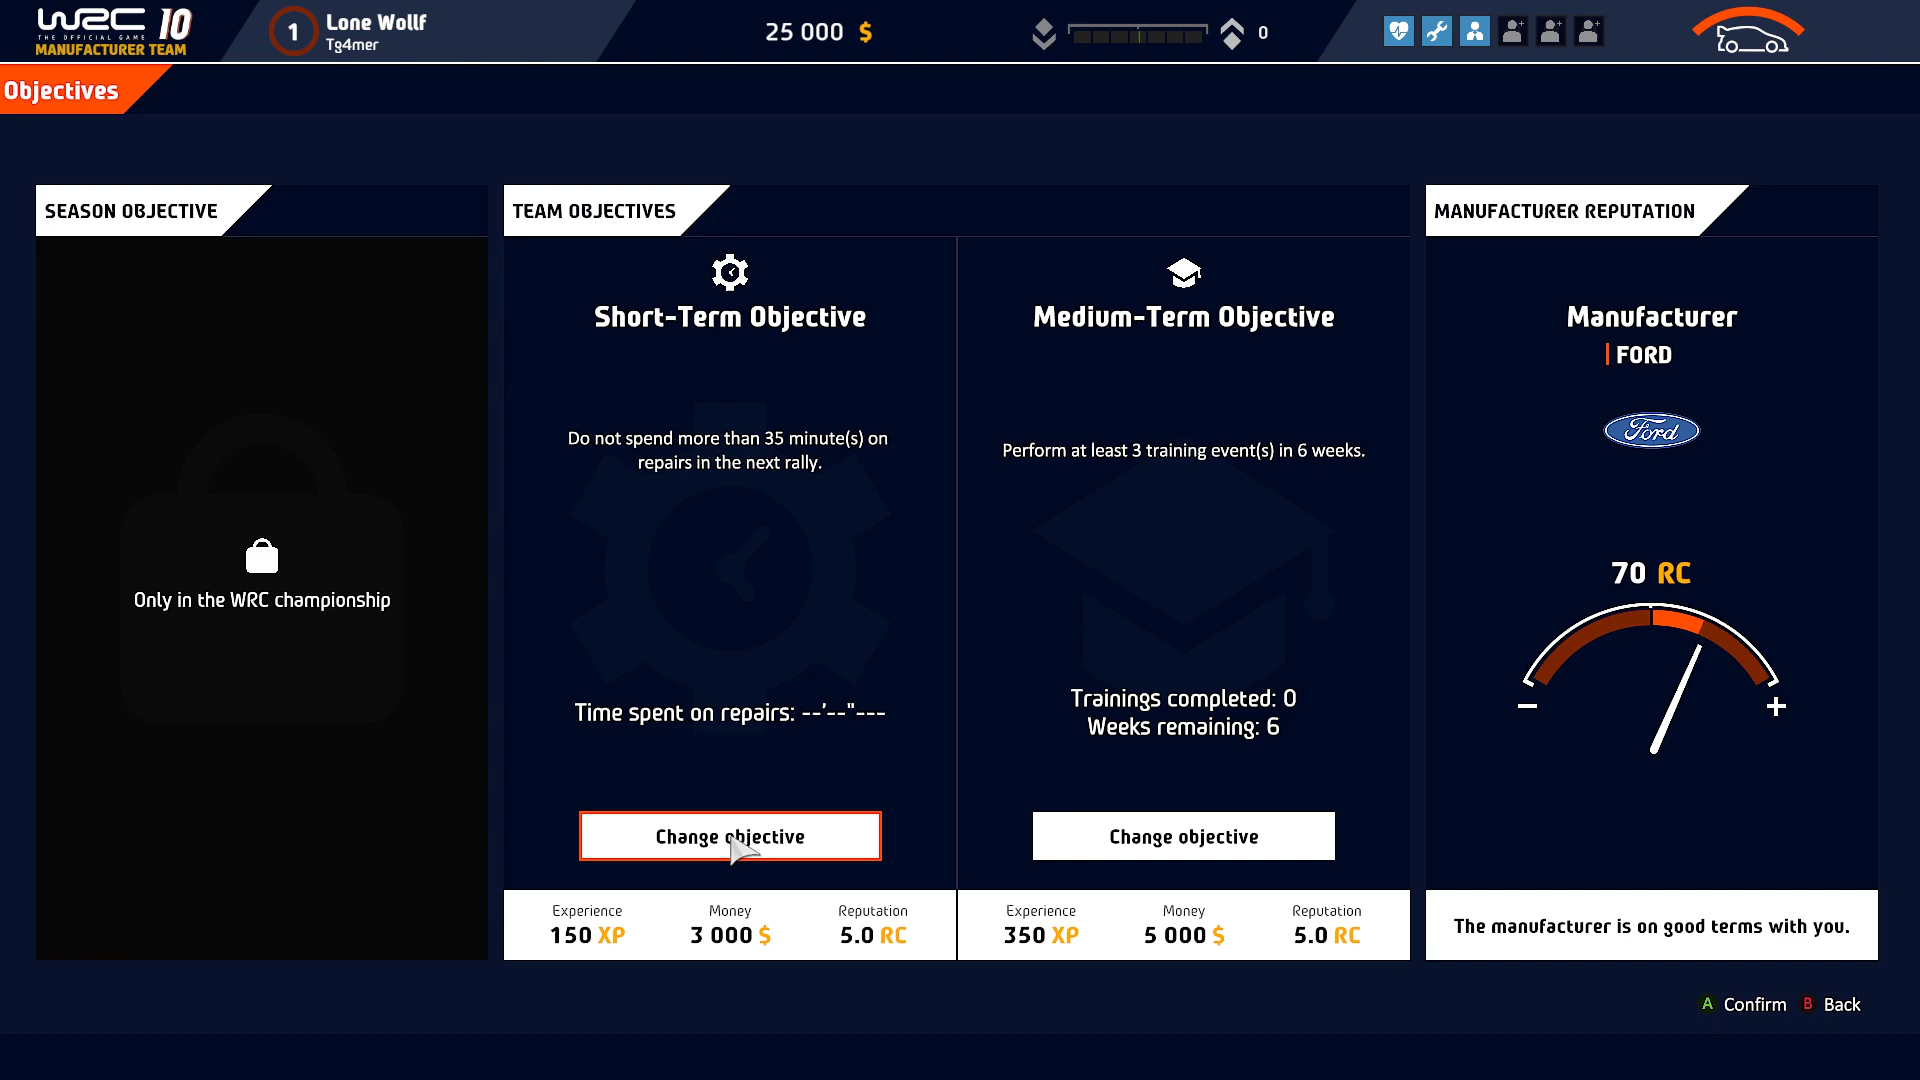 WRC 10
THE OFFICIAL GAME
MANUFACTURER TEAM
1
Lone Wollf
Tg4mer
25 000 $
0
Objectives
SEASON OBJECTIVE
Only in the WRC championship
TEAM OBJECTIVES
Short-Term Objective
Do not spend more than 35 minute(s) on
repairs in the next rally.
Time spent on repairs: --'--"---
Change objective
Experience
150 XP
Money
3 000 $
Reputation
5.0 RC
Medium-Term Objective
Perform at least 3 training event(s) in 6 weeks.
Trainings completed: 0
Weeks remaining: 6
Change objective
Experience
350 XP
Money
5 000 $
Reputation
5.0 RC
MANUFACTURER REPUTATION
Manufacturer
FORD
Ford
70 RC
- +
The manufacturer is on good terms with you.
A Confirm B Back